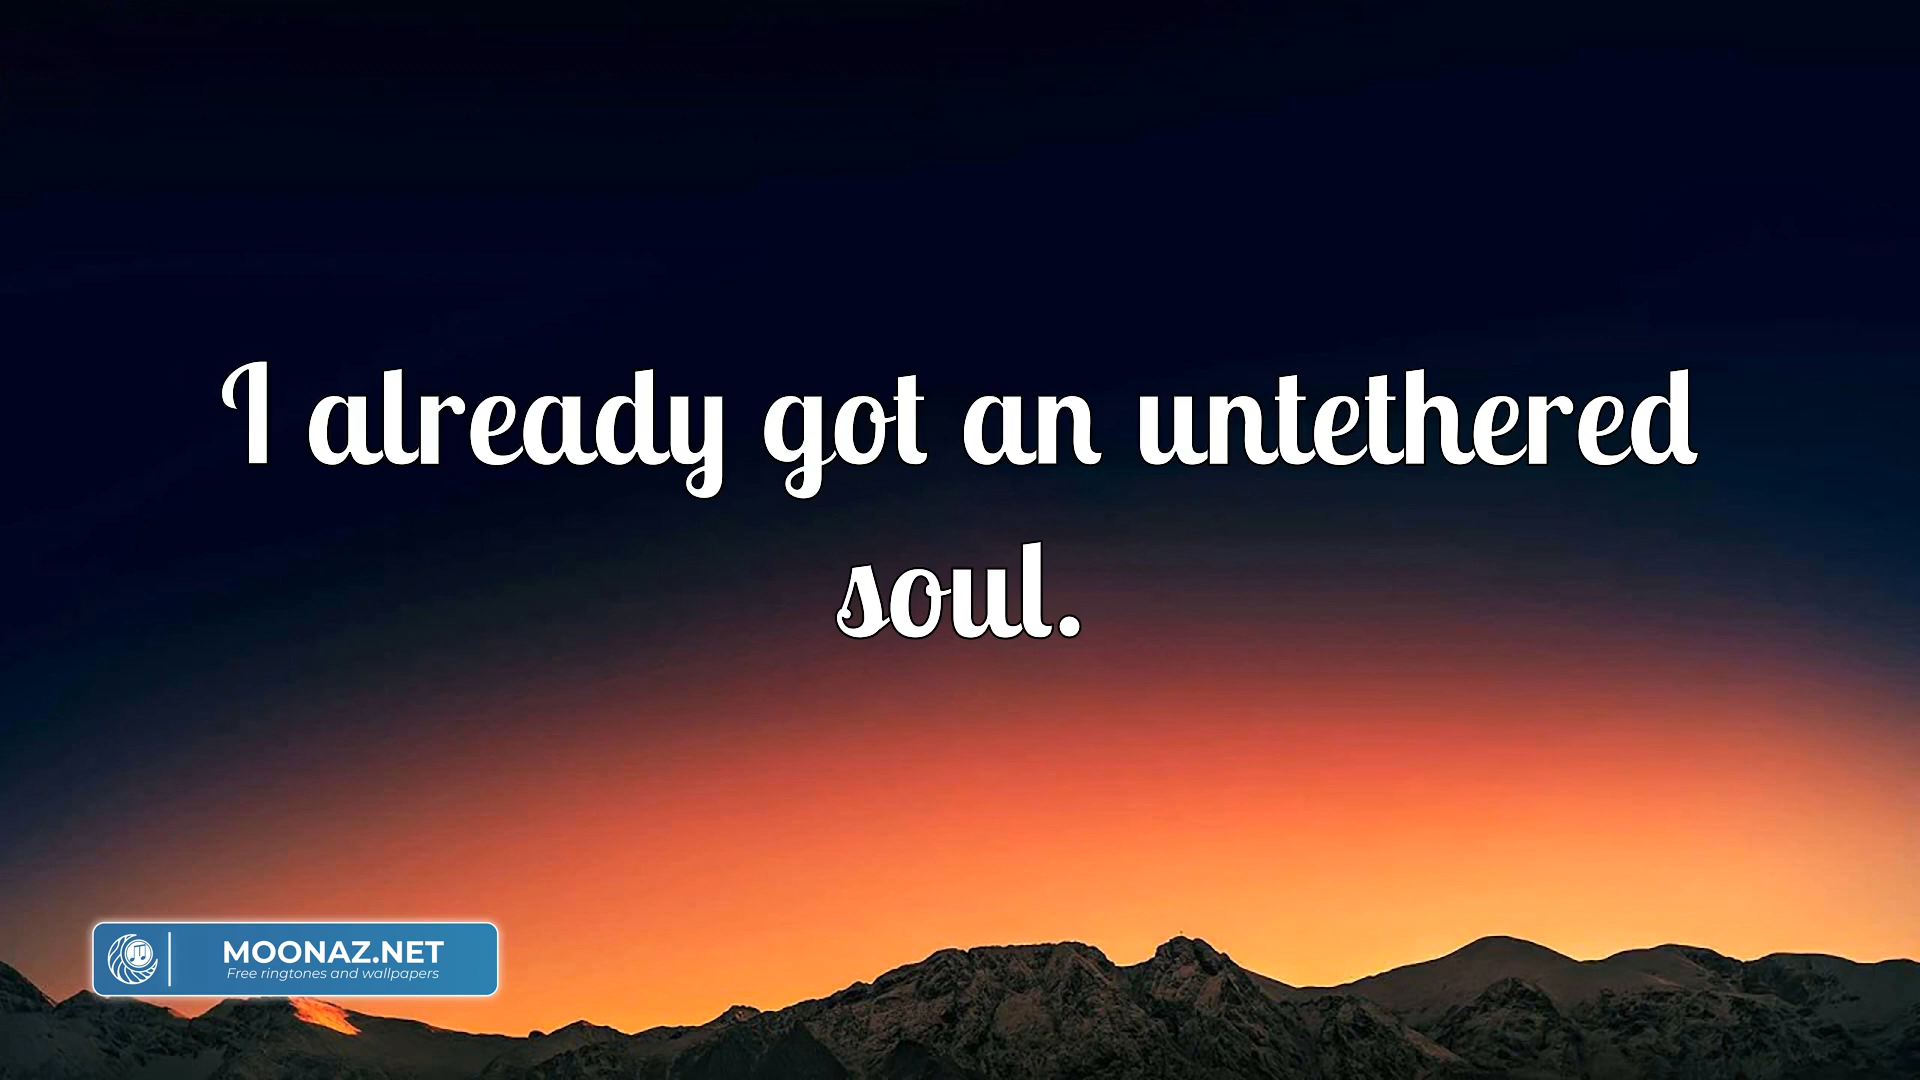 I already got an untethered
soul.
MOONAZ.NET
Free ringtones and wallpapers